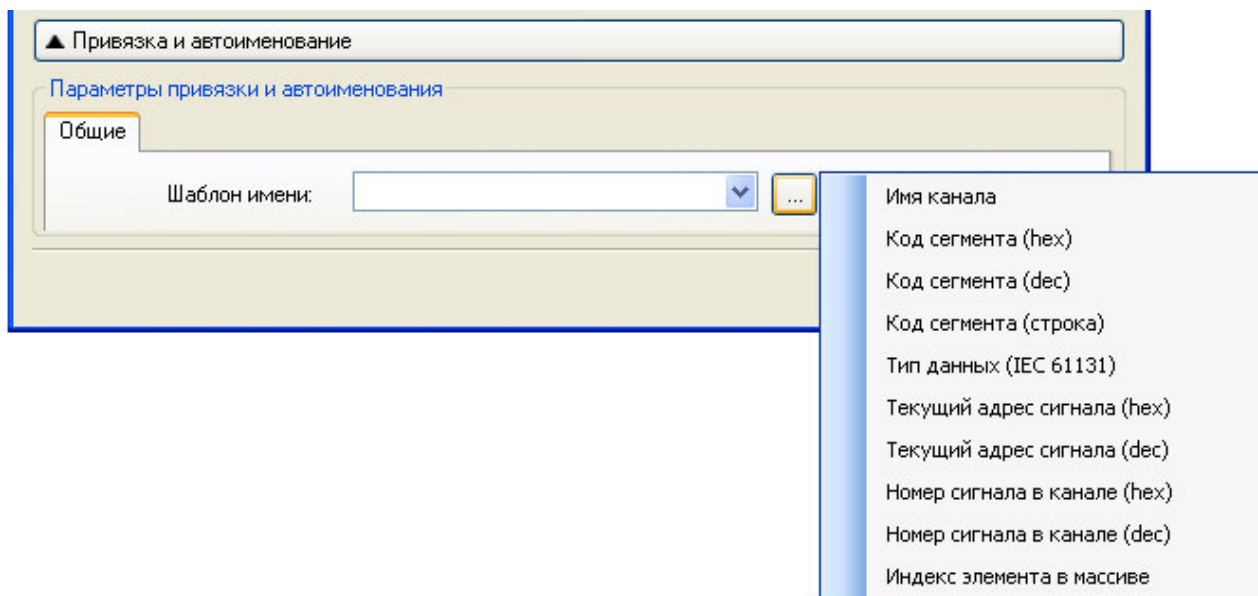 Привязка и автоименование
Параметры привязки и автоименования
Общие
Шаблон имени:
...
Имя канала
Код сегмента (hex)
Код сегмента (dec)
Код сегмента (строка)
Тип данных (IEC 61131)
Текущий адрес сигнала (hex)
Текущий адрес сигнала (dec)
Номер сигнала в канале (hex)
Номер сигнала в канале (dec)
Индекс элемента в массиве